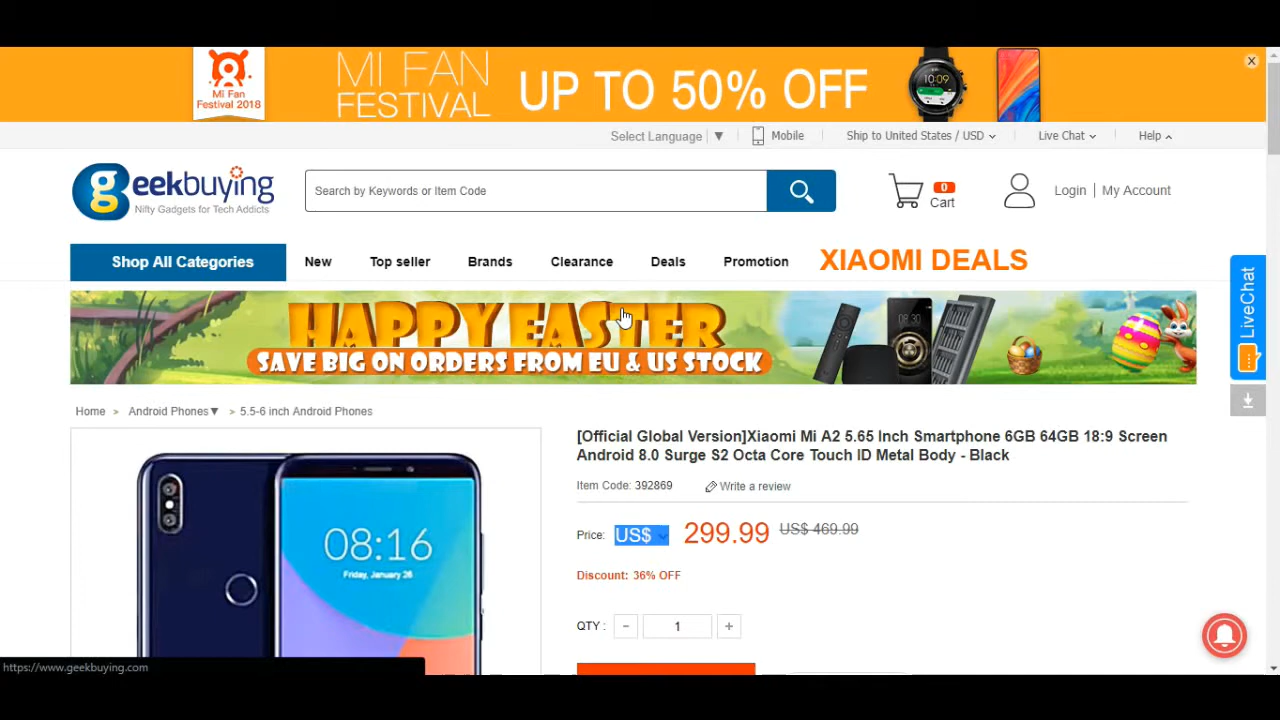 Mi Fan
Festival 2018
MI FAN
FESTIVAL
UP TO 50% OFF
10:09
x
Select Language ▼
Mobile
Ship to United States / USD
Live Chat
Help
geekbuying
Nifty Gadgets for Tech Addicts
Search by Keywords or Item Code
0
Cart
Login | My Account
Shop All Categories
New
Top seller
Brands
Clearance
Deals
Promotion
XIAOMI DEALS
LiveChat
HAPPY EASTER
SAVE BIG ON ORDERS FROM EU & US STOCK
08:30
Home > Android Phones▼ > 5.5-6 inch Android Phones
[Official Global Version]Xiaomi Mi A2 5.65 Inch Smartphone 6GB 64GB 18:9 Screen
Android 8.0 Surge S2 Octa Core Touch ID Metal Body - Black
Item Code: 392869
Write a review
Price: US$ 299.99 US$ 469.99
Discount: 36% OFF
QTY : - 1 +
08:16
Friday, January 26
https://www.geekbuying.com